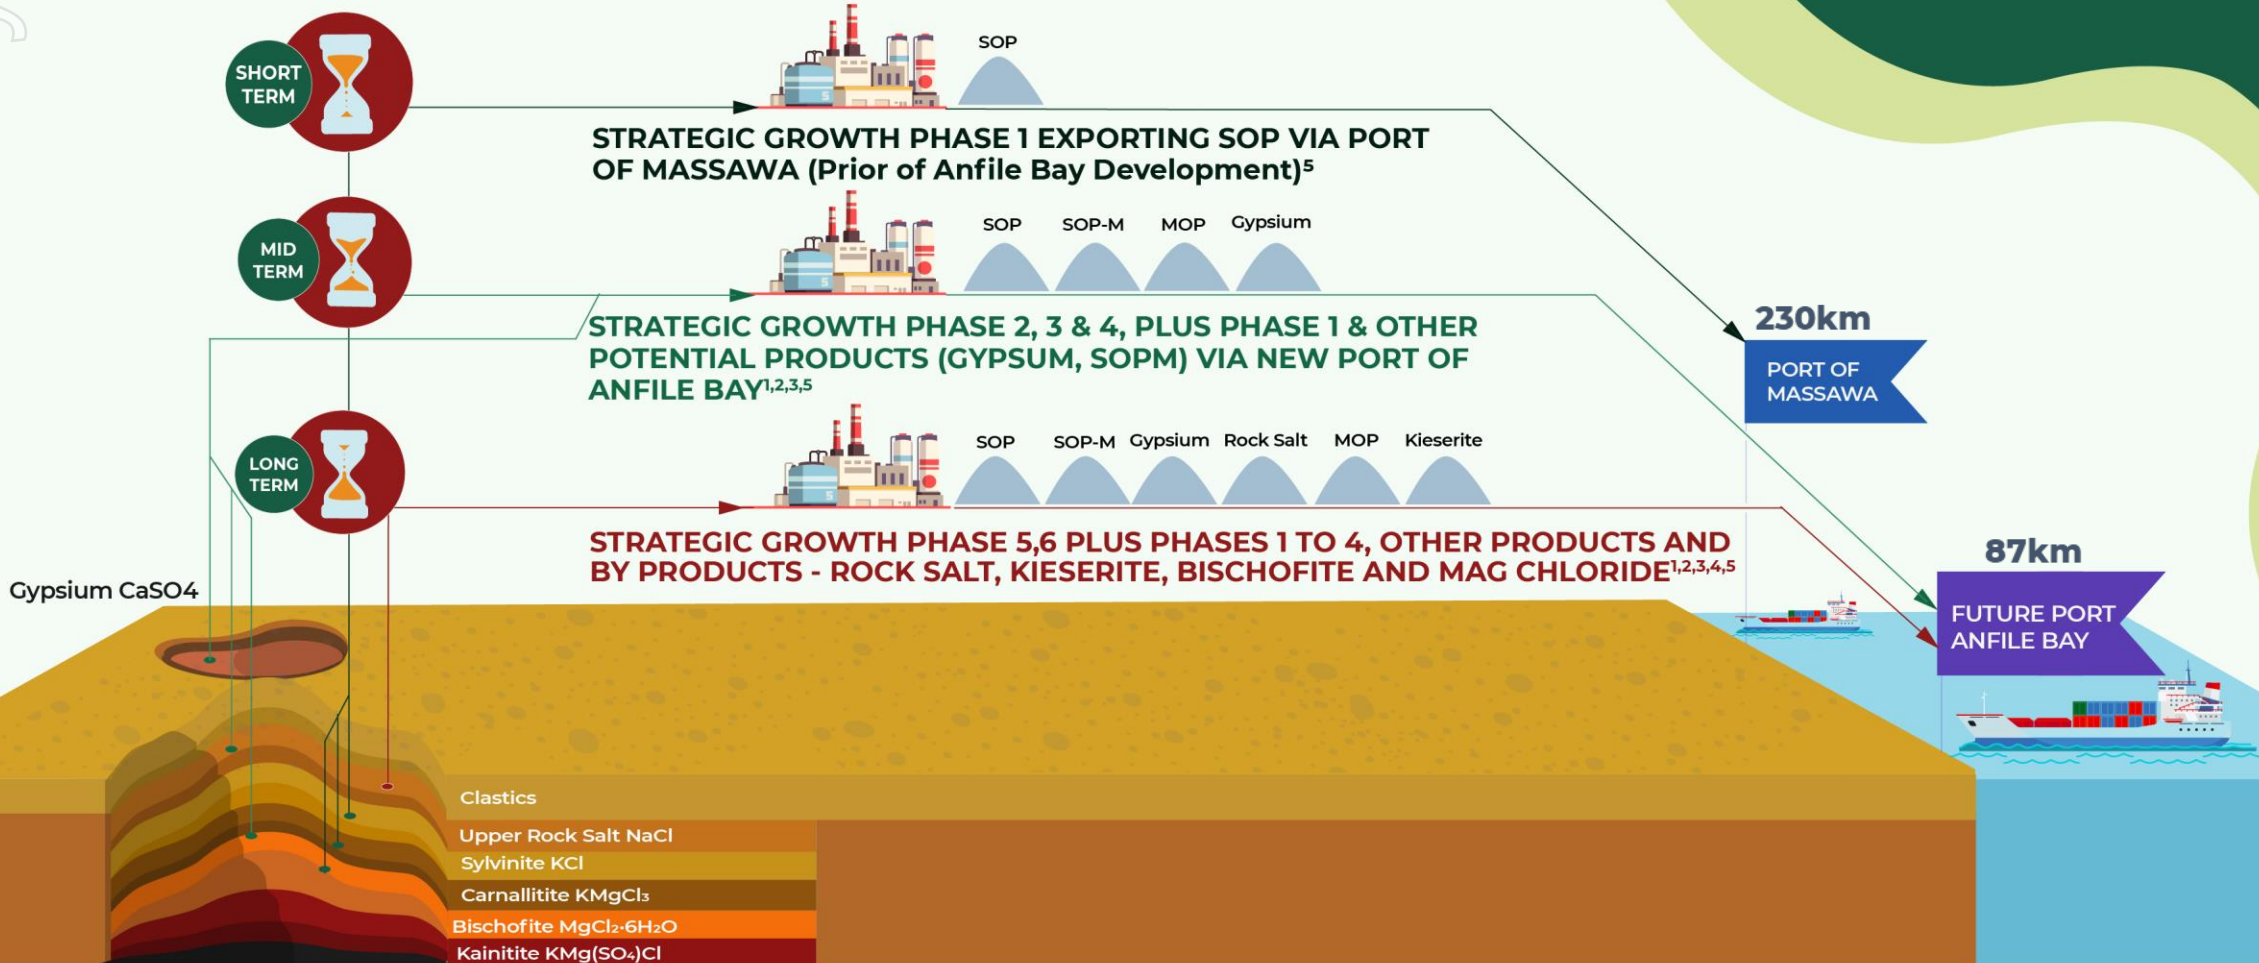 SHORT
TERM
SOP
STRATEGIC GROWTH PHASE 1 EXPORTING SOP VIA PORT
OF MASSAWA (Prior of Anfile Bay Development)⁵
MID
TERM
SOP
SOP-M
MOP
Gypsium
STRATEGIC GROWTH PHASE 2, 3 & 4, PLUS PHASE 1 & OTHER
POTENTIAL PRODUCTS (GYPSUM, SOPM) VIA NEW PORT OF
ANFILE BAY¹,²,³,⁵
230km
PORT OF
MASSAWA
LONG
TERM
SOP
SOP-M
Gypsium
Rock Salt
MOP
Kieserite
STRATEGIC GROWTH PHASE 5,6 PLUS PHASES 1 TO 4, OTHER PRODUCTS AND
BY PRODUCTS - ROCK SALT, KIESERITE, BISCHOFITE AND MAG CHLORIDE¹,²,³,⁴,⁵
87km
FUTURE PORT
ANFILE BAY
Gypsium CaSO4
Clastics
Upper Rock Salt NaCl
Sylvinite KCl
Carnallitite KMgCl₃
Bischofite MgCl₂·6H₂O
Kainitite KMg(SO₄)Cl